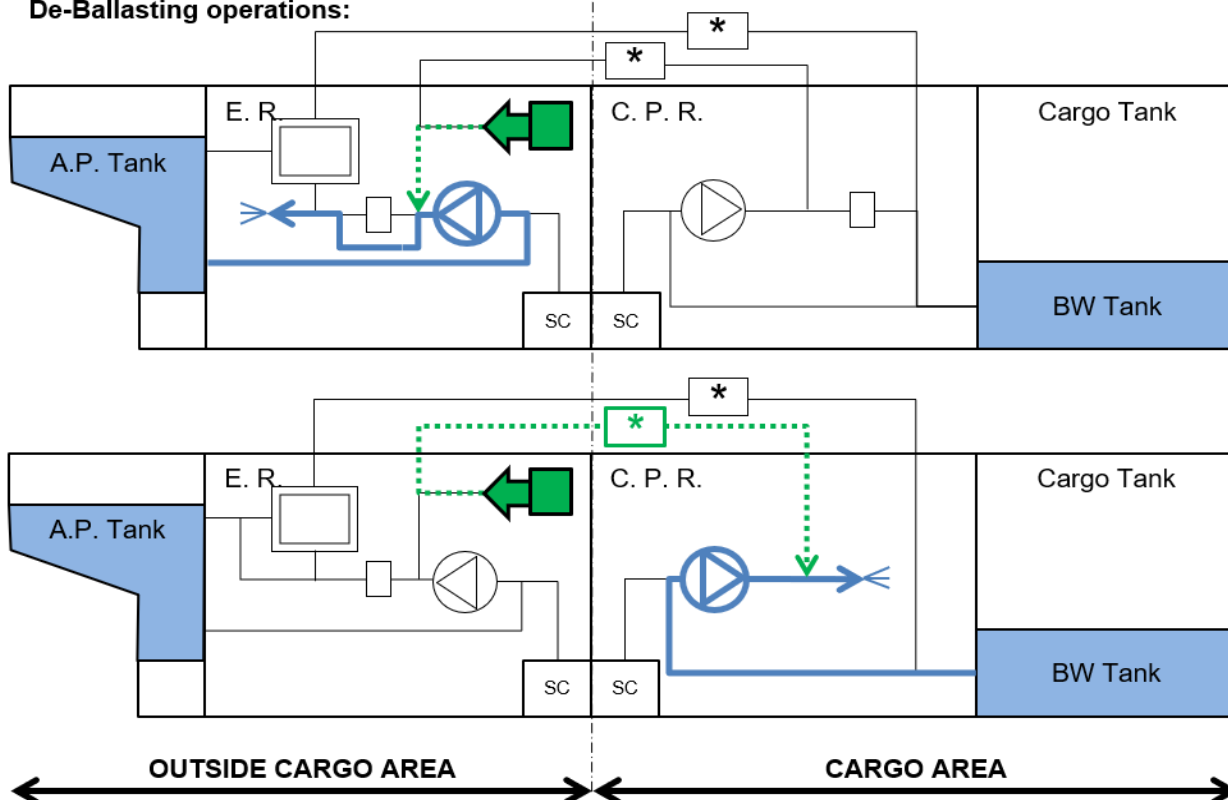 De-Ballasting operations:
*
*
E. R.
C. P. R.
Cargo Tank
A.P. Tank
BW Tank
SC
SC
*
*
E. R.
C. P. R.
Cargo Tank
A.P. Tank
BW Tank
SC
SC
OUTSIDE CARGO AREA
CARGO AREA